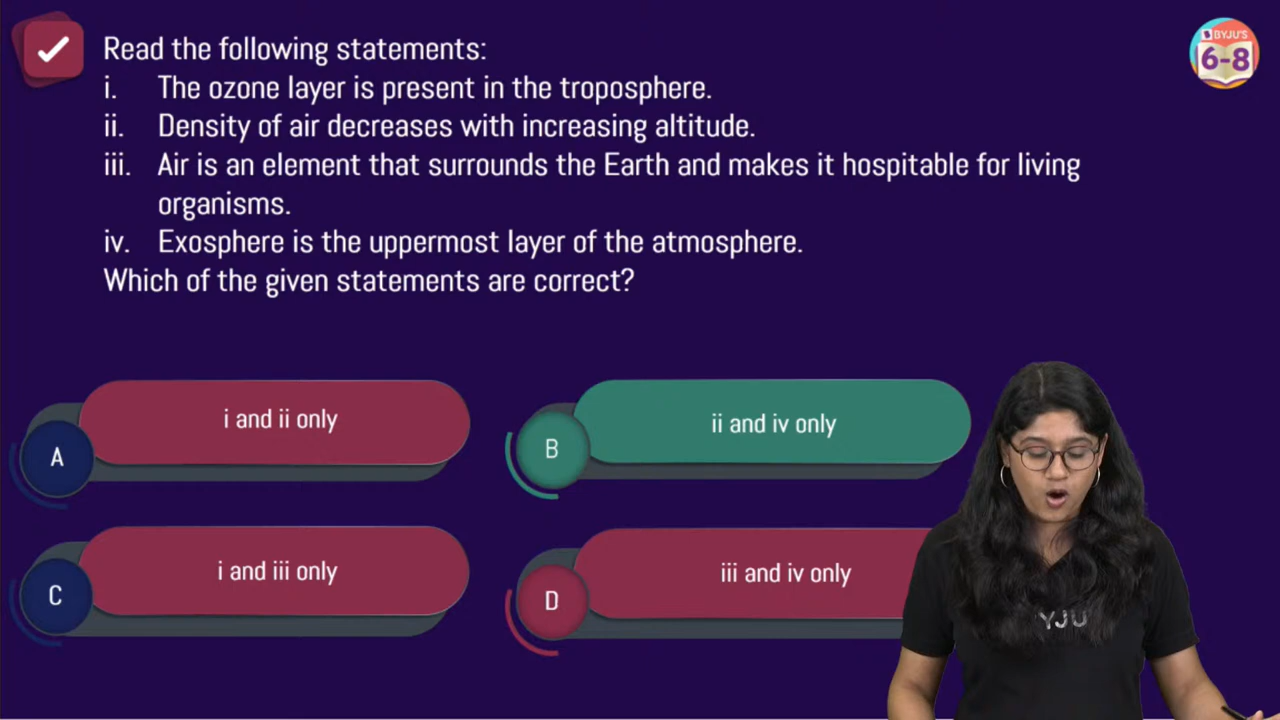 Read the following statements:
i. The ozone layer is present in the troposphere.
ii. Density of air decreases with increasing altitude.
iii. Air is an element that surrounds the Earth and makes it hospitable for living
organisms.
iv. Exosphere is the uppermost layer of the atmosphere.
Which of the given statements are correct?
BYJU'S
6-8
A i and ii only
B ii and iv only
C i and iii only
D iii and iv only
YJU